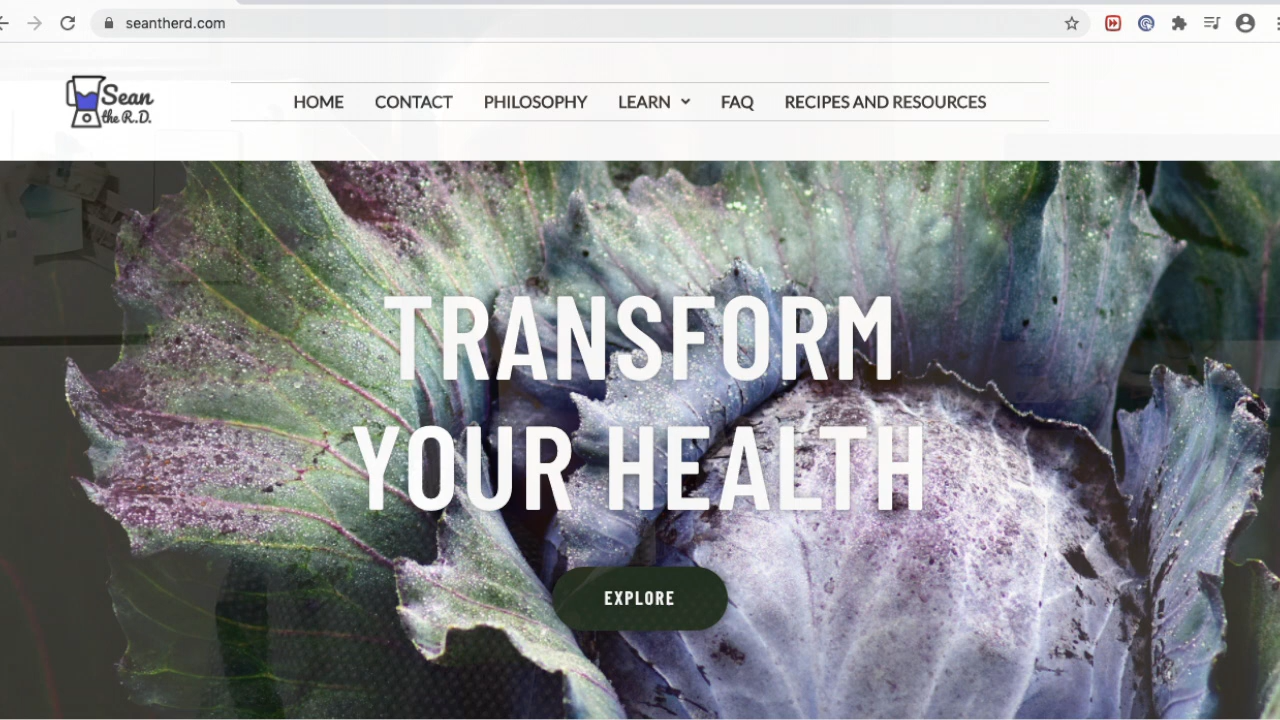 seantherd.com
Sean
the R.D.
HOME CONTACT PHILOSOPHY LEARN FAQ RECIPES AND RESOURCES
TRANSFORM
YOUR HEALTH
EXPLORE